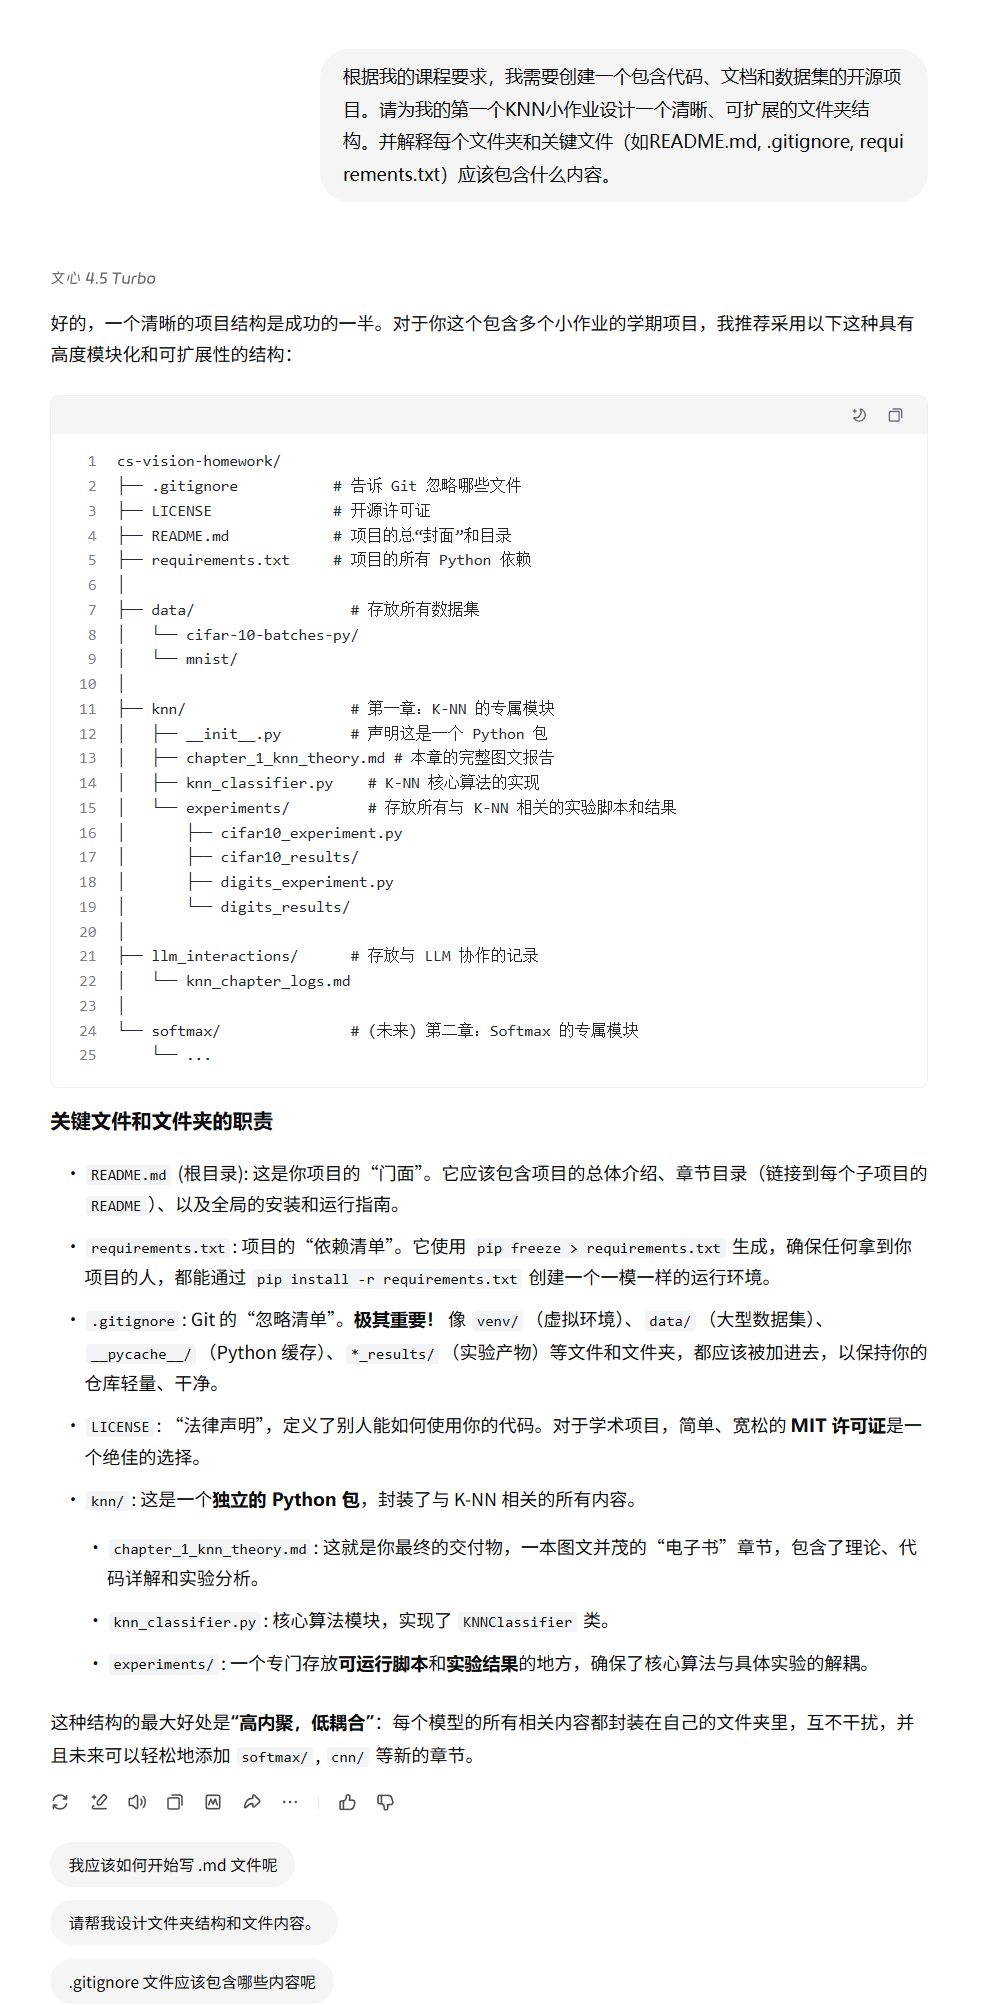 根据我的课程要求，我需要创建一个包含代码、文档和数据集的开源项
目。请为我的第一个KNN小作业设计一个清晰、可扩展的文件夹结
构。并解释每个文件夹和关键文件（如README.md, .gitignore, requi
rements.txt）应该包含什么内容。
文心 4.5 Turbo
好的，一个清晰的项目结构是成功的一半。对于你这个包含多个小作业的学期项目，我推荐采用以下这种具有
高度模块化和可扩展性的结构：
1 cs-vision-homework/
2 ├── .gitignore # 告诉 Git 忽略哪些文件
3 ├── LICENSE # 开源许可证
4 ├── README.md # 项目的总“封面”和目录
5 ├── requirements.txt # 项目的所有 Python 依赖
6 │
7 ├── data/ # 存放所有数据集
8 │   └── cifar-10-batches-py/
9 │   └── mnist/
10 │
11 ├── knn/ # 第一章：K-NN 的专属模块
12 │   ├── __init__.py # 声明这是一个 Python 包
13 │   ├── chapter_1_knn_theory.md # 本章的完整图文报告
14 │   ├── knn_classifier.py # K-NN 核心算法的实现
15 │   └── experiments/ # 存放所有与 K-NN 相关的实验脚本和结果
16 │       ├── cifar10_experiment.py
17 │       ├── cifar10_results/
18 │       ├── digits_experiment.py
19 │       └── digits_results/
20 │
21 ├── llm_interactions/ # 存放与 LLM 协作的记录
22 │   └── knn_chapter_logs.md
23 │
24 └── softmax/ # (未来) 第二章：Softmax 的专属模块
25     └── ...
关键文件和文件夹的职责
• README.md (根目录): 这是你项目的“门面”。它应该包含项目的总体介绍、章节目录（链接到每个子项目的
README）、以及全局的安装和运行指南。
• requirements.txt: 项目的“依赖清单”。它使用 pip freeze > requirements.txt 生成，确保任何拿到你
项目的人，都能通过 pip install -r requirements.txt 创建一个一模一样的运行环境。
• .gitignore: Git 的“忽略清单”。极其重要！ 像 venv/（虚拟环境）、 data/（大型数据集）、
__pycache__/ （Python 缓存）、 *_results/ （实验产物）等文件和文件夹，都应该被加进去，以保持你的
仓库轻量、干净。
• LICENSE: “法律声明”，定义了别人能如何使用你的代码。对于学术项目，简单、宽松的 MIT 许可证是一
个绝佳的选择。
• knn/: 这是一个独立的 Python 包，封装了与 K-NN 相关的所有内容。
• chapter_1_knn_theory.md: 这就是你最终的交付物，一本图文并茂的“电子书”章节，包含了理论、代
码详解和实验分析。
• knn_classifier.py: 核心算法模块，实现了 KNNClassifier 类。
• experiments/: 一个专门存放可运行脚本和实验结果的地方，确保了核心算法与具体实验的解耦。
这种结构的最大好处是“高内聚，低耦合”：每个模型的所有相关内容都封装在自己的文件夹里，互不干扰，并
且未来可以轻松地添加 softmax/, cnn/ 等新的章节。
我应该如何开始写 .md 文件呢
请帮我设计文件夹结构和文件内容。
.gitignore 文件应该包含哪些内容呢